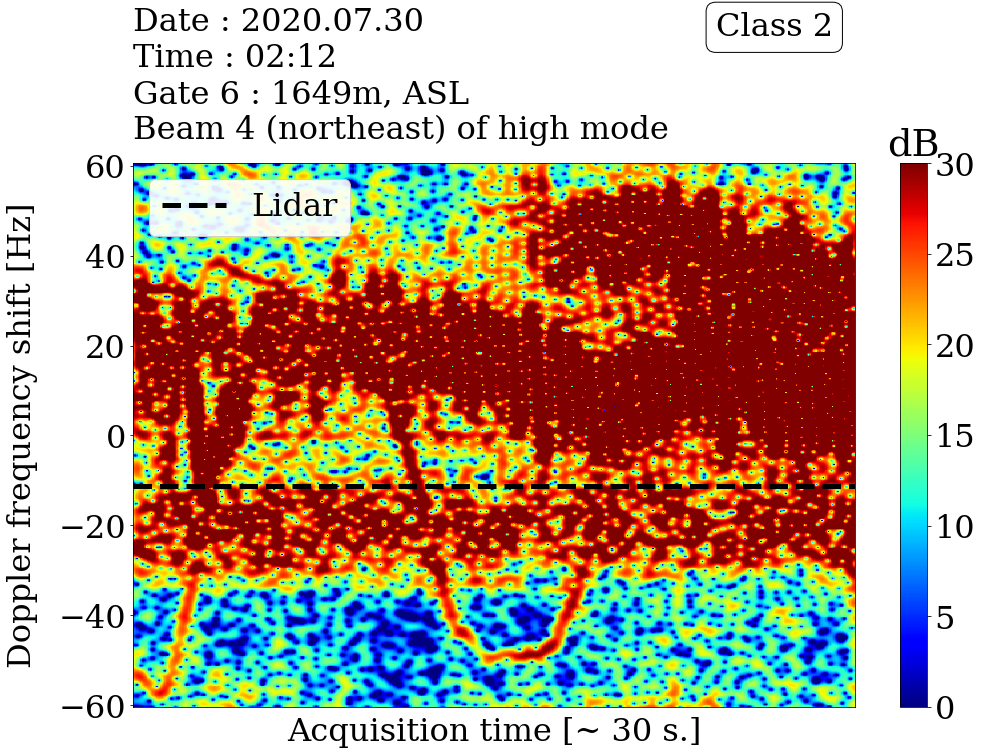 Date : 2020.07.30
Time : 02:12
Gate 6 : 1649m, ASL
Beam 4 (northeast) of high mode
Class 2
dB
Lidar
Doppler frequency shift [Hz]
60
40
20
0
−20
−40
−60
30
25
20
15
10
5
0
Acquisition time [~ 30 s.]